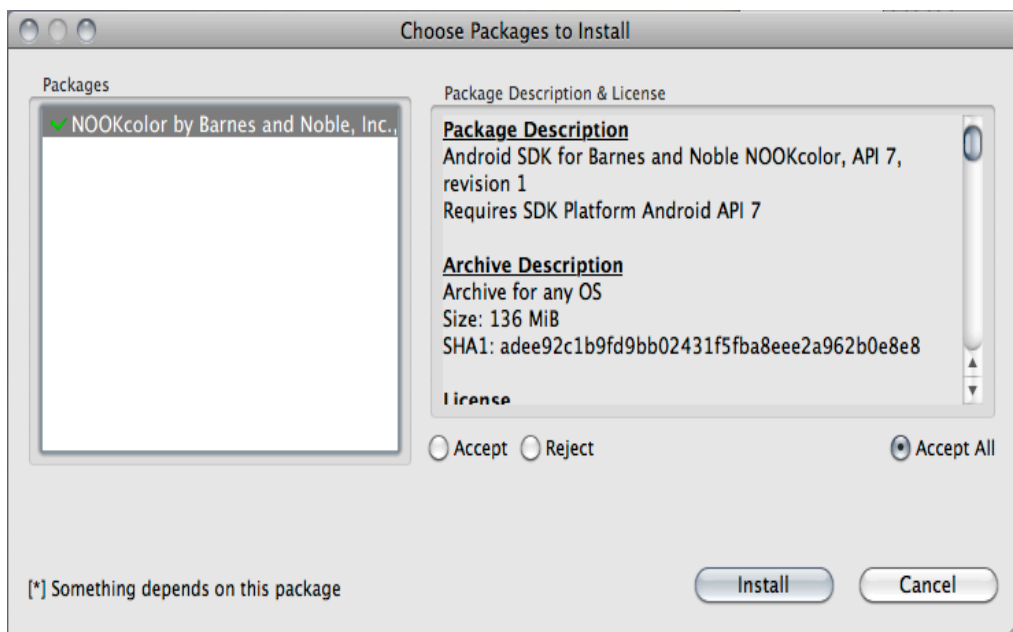 Choose Packages to Install
Packages
NOOKcolor by Barnes and Noble, Inc.,
Package Description & License
Package Description
Android SDK for Barnes and Noble NOOKcolor, API 7,
revision 1
Requires SDK Platform Android API 7
Archive Description
Archive for any OS
Size: 136 MiB
SHA1: adee92c1b9fd9bb02431f5fba8eee2a962b0e8e8
License
Accept
Reject
Accept All
[*] Something depends on this package
Install
Cancel